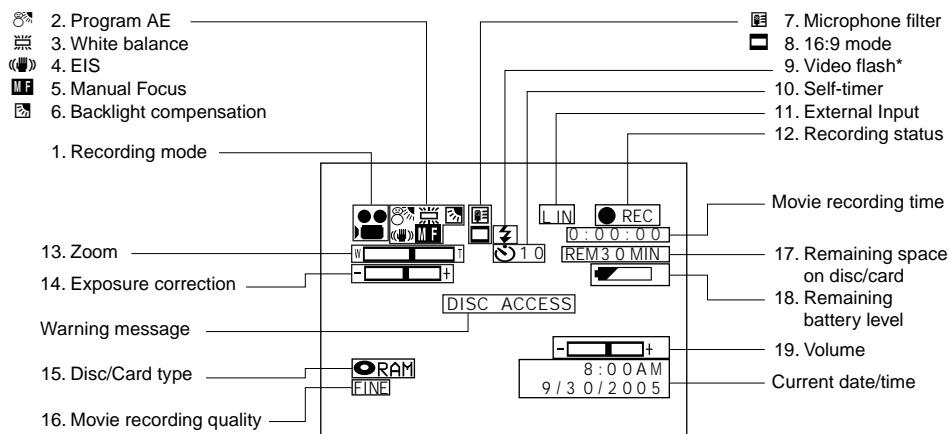 2. Program AE
3. White balance
4. EIS
MF 5. Manual Focus
6. Backlight compensation
1. Recording mode
7. Microphone filter
8. 16:9 mode
9. Video flash*
10. Self-timer
11. External Input
12. Recording status
Movie recording time
13. Zoom
14. Exposure correction
Warning message
15. Disc/Card type
16. Movie recording quality
MF
L IN
REC
0:00:00
W T
10
REM30MIN
- +
DISC ACCESS
- +
RAM
FINE
8:00AM
9/30/2005
17. Remaining space
on disc/card
18. Remaining
battery level
19. Volume
Current date/time